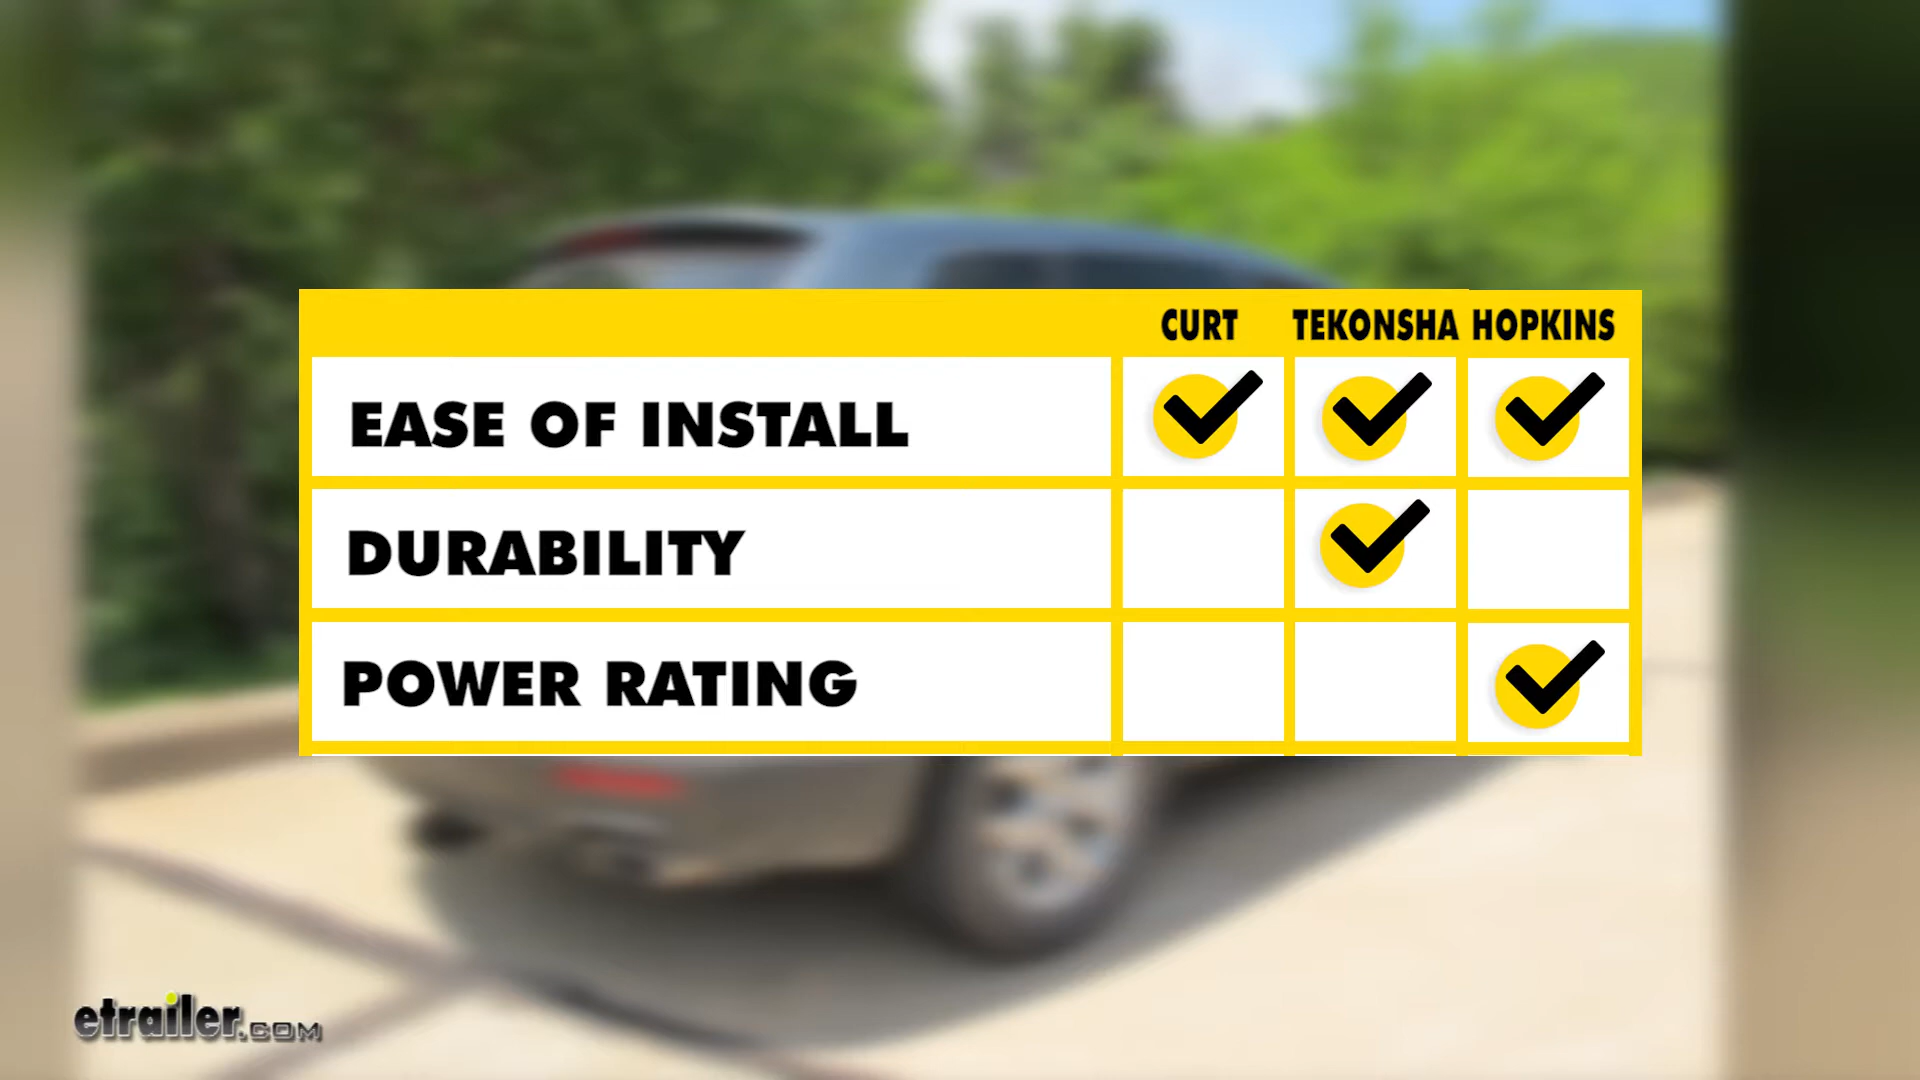 CURT TEKONSHA HOPKINS
EASE OF INSTALL
DURABILITY
POWER RATING
etrailer.COM